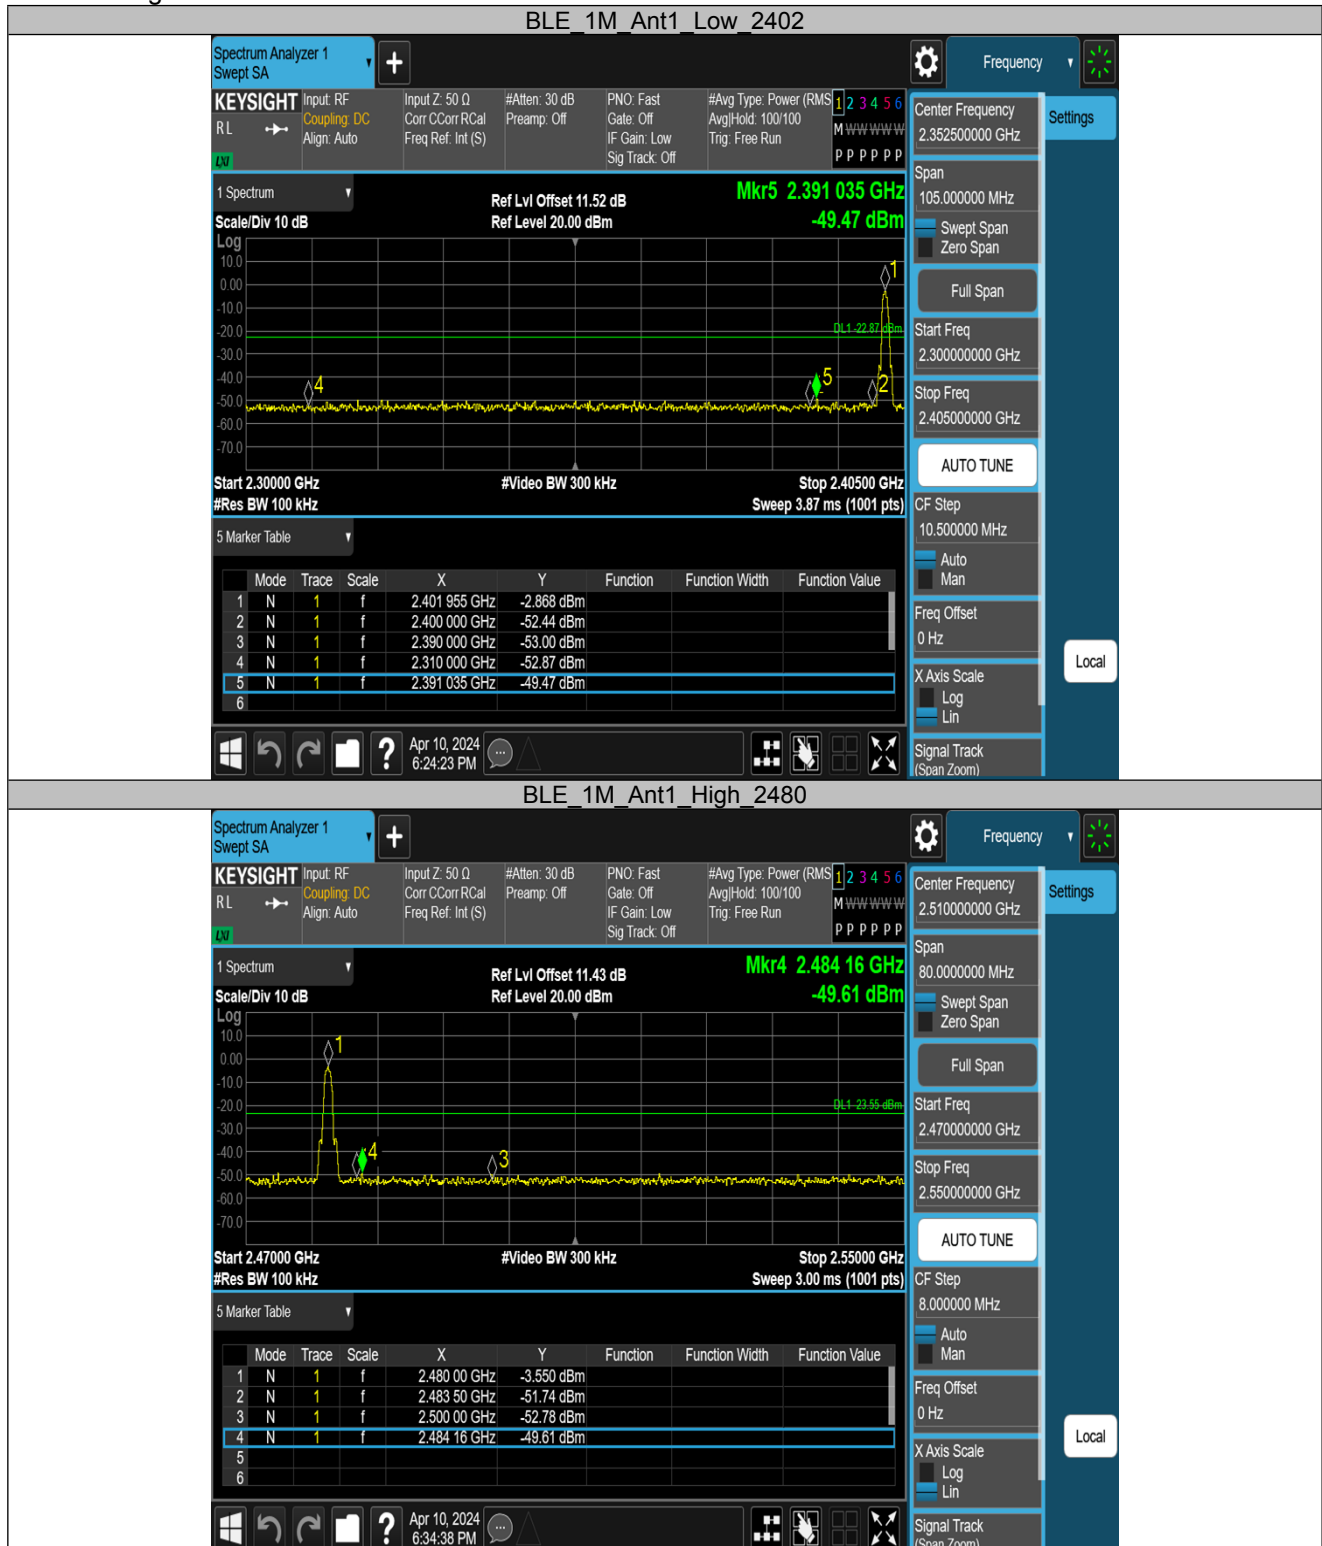 BLE_1M_Ant1_Low_2402
Spectrum Analyzer 1
Swept SA
+
Frequency
KEYSIGHT
RL
LXI
Input: RF
Coupling: DC
Align: Auto
Input Z: 50 Ω
Corr CCorr RCal
Freq Ref: Int (S)
#Atten: 30 dB
Preamp: Off
PNO: Fast
Gate: Off
IF Gain: Low
Sig Track: Off
#Avg Type: Power (RMS
Avg|Hold: 100/100
Trig: Free Run
1 2 3 4 5 6
M W W W W W
P P P P P P
1 Spectrum
Scale/Div 10 dB
Ref Lvl Offset 11.52 dB
Ref Level 20.00 dBm
Mkr5 2.391 035 GHz
-49.47 dBm
Log
10.0
0.00
-10.0
-20.0
-30.0
-40.0
-50.0
-60.0
-70.0
DL1 -22.87 dBm
1
4
5
2
Start 2.30000 GHz
#Video BW 300 kHz
Stop 2.40500 GHz
#Res BW 100 kHz
Sweep 3.87 ms (1001 pts)
5 Marker Table
Mode Trace Scale X Y Function Function Width Function Value
1 N 1 f 2.401 955 GHz -2.868 dBm
2 N 1 f 2.400 000 GHz -52.44 dBm
3 N 1 f 2.390 000 GHz -53.00 dBm
4 N 1 f 2.310 000 GHz -52.87 dBm
5 N 1 f 2.391 035 GHz -49.47 dBm
6
?
Apr 10, 2024
6:24:23 PM
Center Frequency
2.352500000 GHz
Settings
Span
105.000000 MHz
Swept Span
Zero Span
Full Span
Start Freq
2.300000000 GHz
Stop Freq
2.405000000 GHz
AUTO TUNE
CF Step
10.500000 MHz
Auto
Man
Freq Offset
0 Hz
Local
X Axis Scale
Log
Lin
Signal Track
(Span Zoom)
BLE_1M_Ant1_High_2480
Spectrum Analyzer 1
Swept SA
+
Frequency
KEYSIGHT
RL
LXI
Input: RF
Coupling: DC
Align: Auto
Input Z: 50 Ω
Corr CCorr RCal
Freq Ref: Int (S)
#Atten: 30 dB
Preamp: Off
PNO: Fast
Gate: Off
IF Gain: Low
Sig Track: Off
#Avg Type: Power (RMS
Avg|Hold: 100/100
Trig: Free Run
1 2 3 4 5 6
M W W W W W
P P P P P P
1 Spectrum
Scale/Div 10 dB
Ref Lvl Offset 11.43 dB
Ref Level 20.00 dBm
Mkr4 2.484 16 GHz
-49.61 dBm
Log
10.0
0.00
-10.0
-20.0
-30.0
-40.0
-50.0
-60.0
-70.0
DL1 -23.55 dBm
1
4
3
Start 2.47000 GHz
#Video BW 300 kHz
Stop 2.55000 GHz
#Res BW 100 kHz
Sweep 3.00 ms (1001 pts)
5 Marker Table
Mode Trace Scale X Y Function Function Width Function Value
1 N 1 f 2.480 00 GHz -3.550 dBm
2 N 1 f 2.483 50 GHz -51.74 dBm
3 N 1 f 2.500 00 GHz -52.78 dBm
4 N 1 f 2.484 16 GHz -49.61 dBm
5
6
?
Apr 10, 2024
6:34:38 PM
Center Frequency
2.510000000 GHz
Settings
Span
80.0000000 MHz
Swept Span
Zero Span
Full Span
Start Freq
2.470000000 GHz
Stop Freq
2.550000000 GHz
AUTO TUNE
CF Step
8.000000 MHz
Auto
Man
Freq Offset
0 Hz
Local
X Axis Scale
Log
Lin
Signal Track
(Span Zoom)